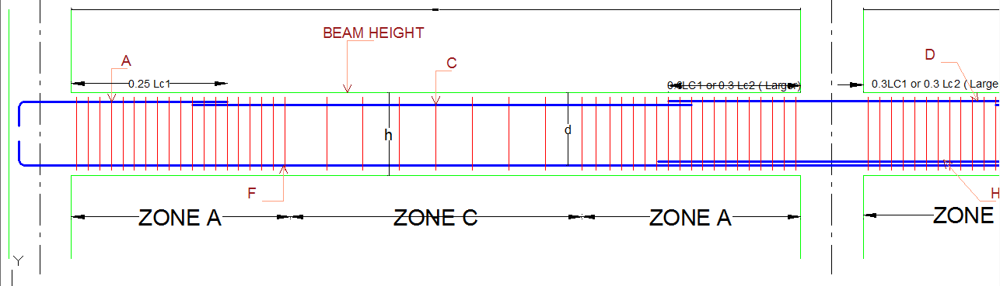 BEAM HEIGHT
A
C
D
0.25 Lc1
0.3LC1 or 0.3 Lc2 ( Larger)
0.3LC1 or 0.3 Lc2 ( Large
h
d
F
H
ZONE A
ZONE C
ZONE A
ZONE
Y